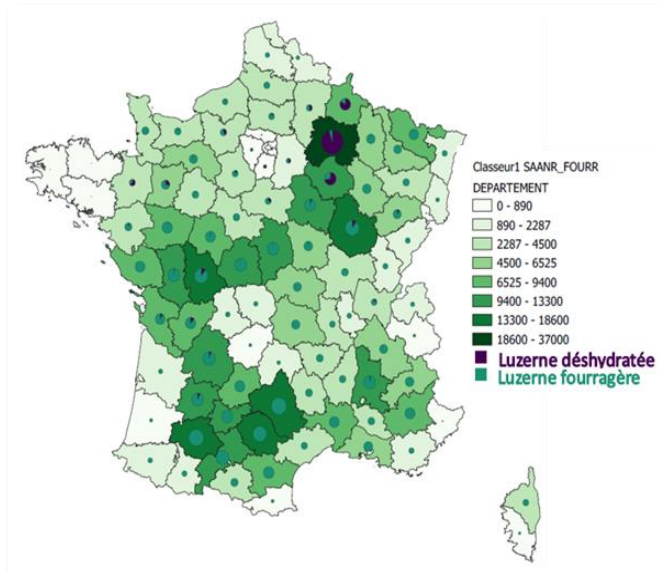 Classeur1 SAANR_FOURR
DEPARTEMENT
0 - 890
890 - 2287
2287 - 4500
4500 - 6525
6525 - 9400
9400 - 13300
13300 - 18600
18600 - 37000
Luzerne déshydratée
Luzerne fourragère